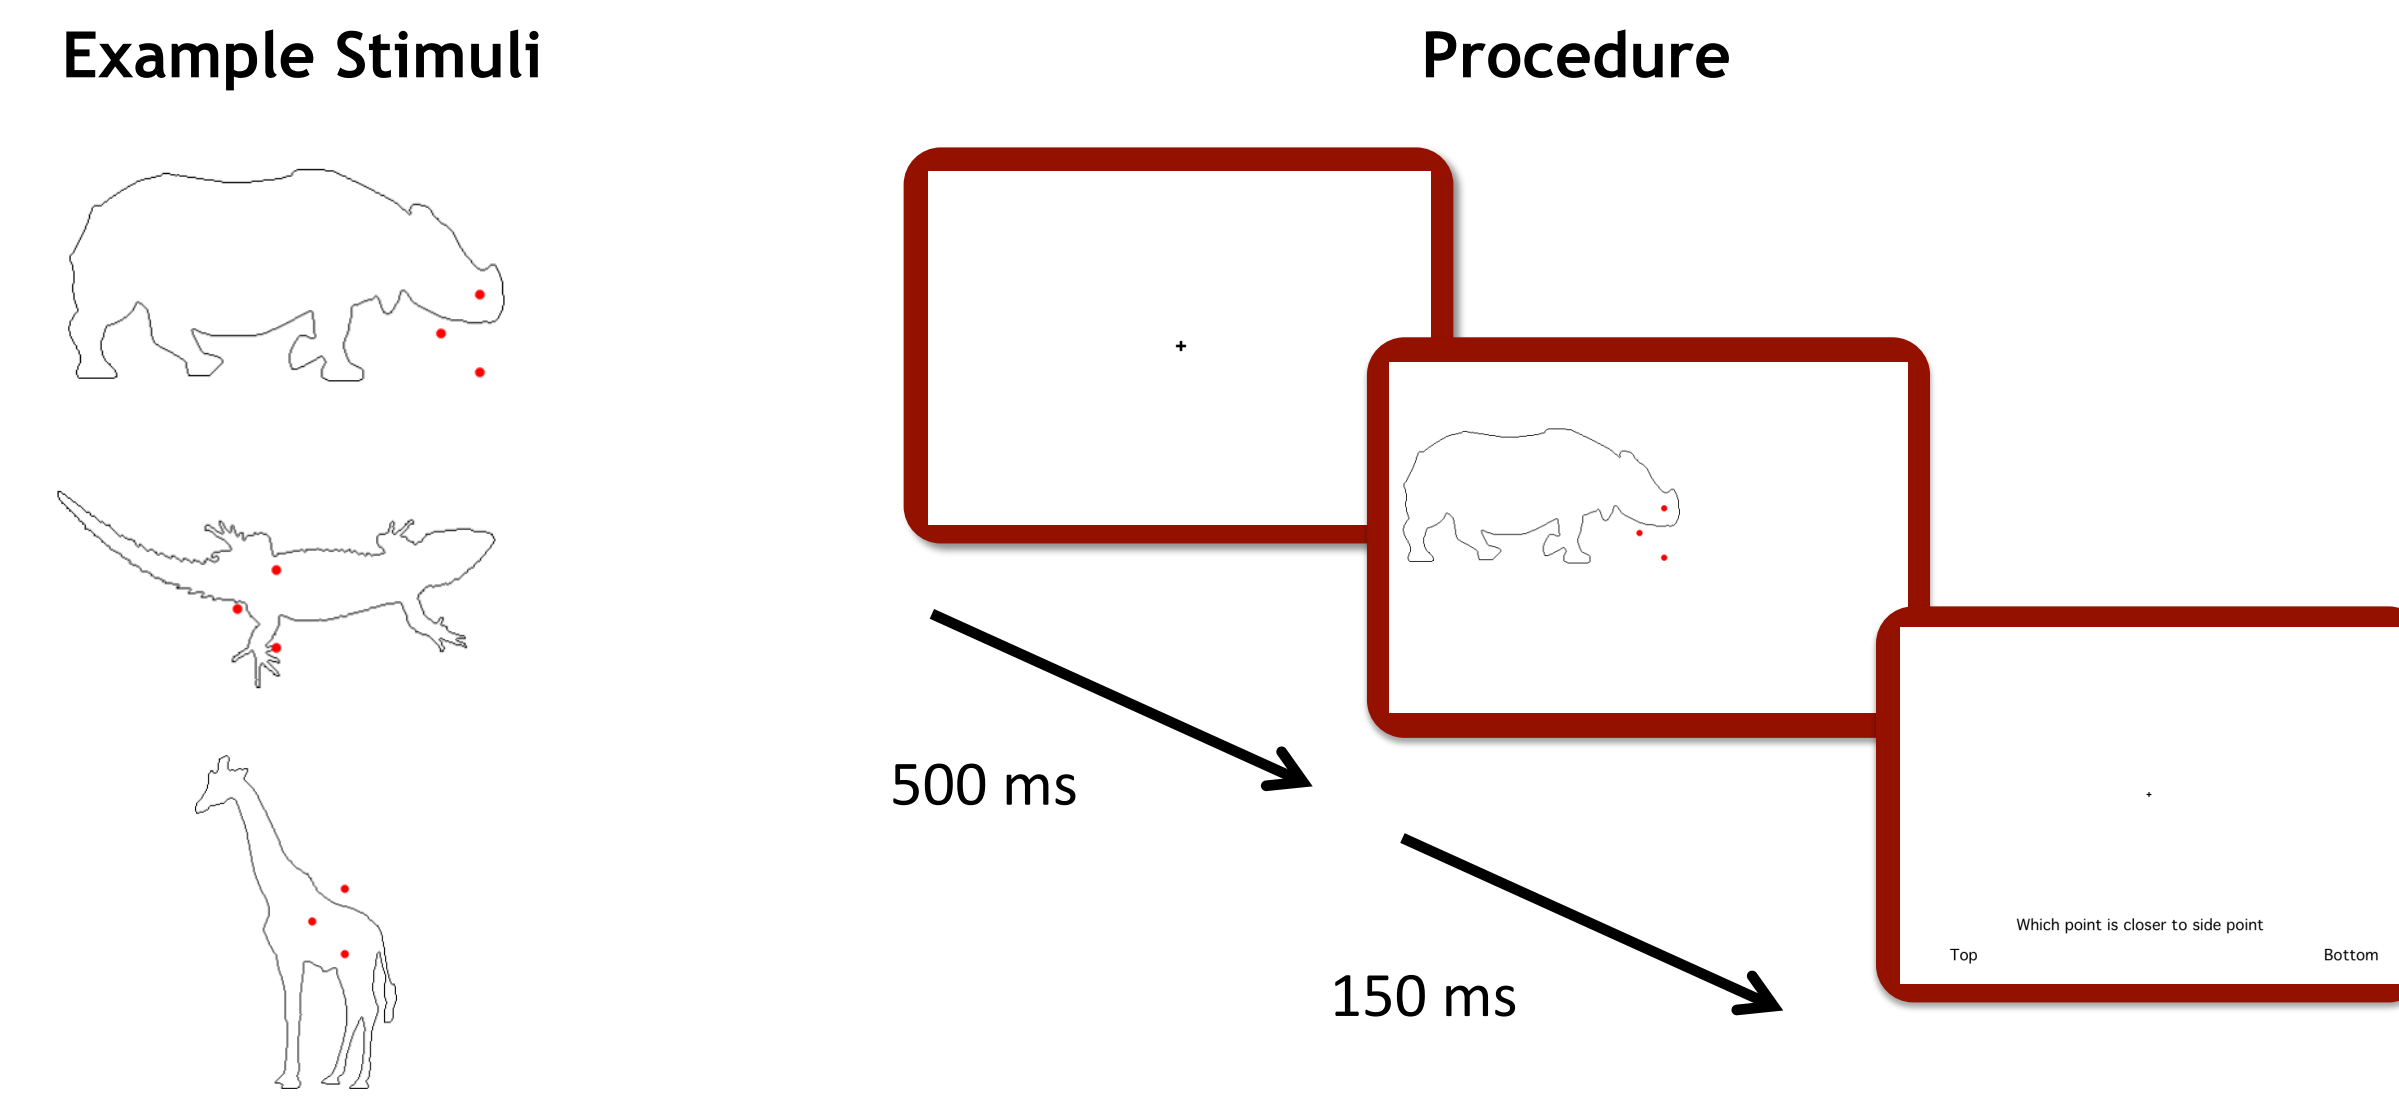 Example Stimuli
Procedure
500 ms
150 ms
Which point is closer to side point
Top
Bottom